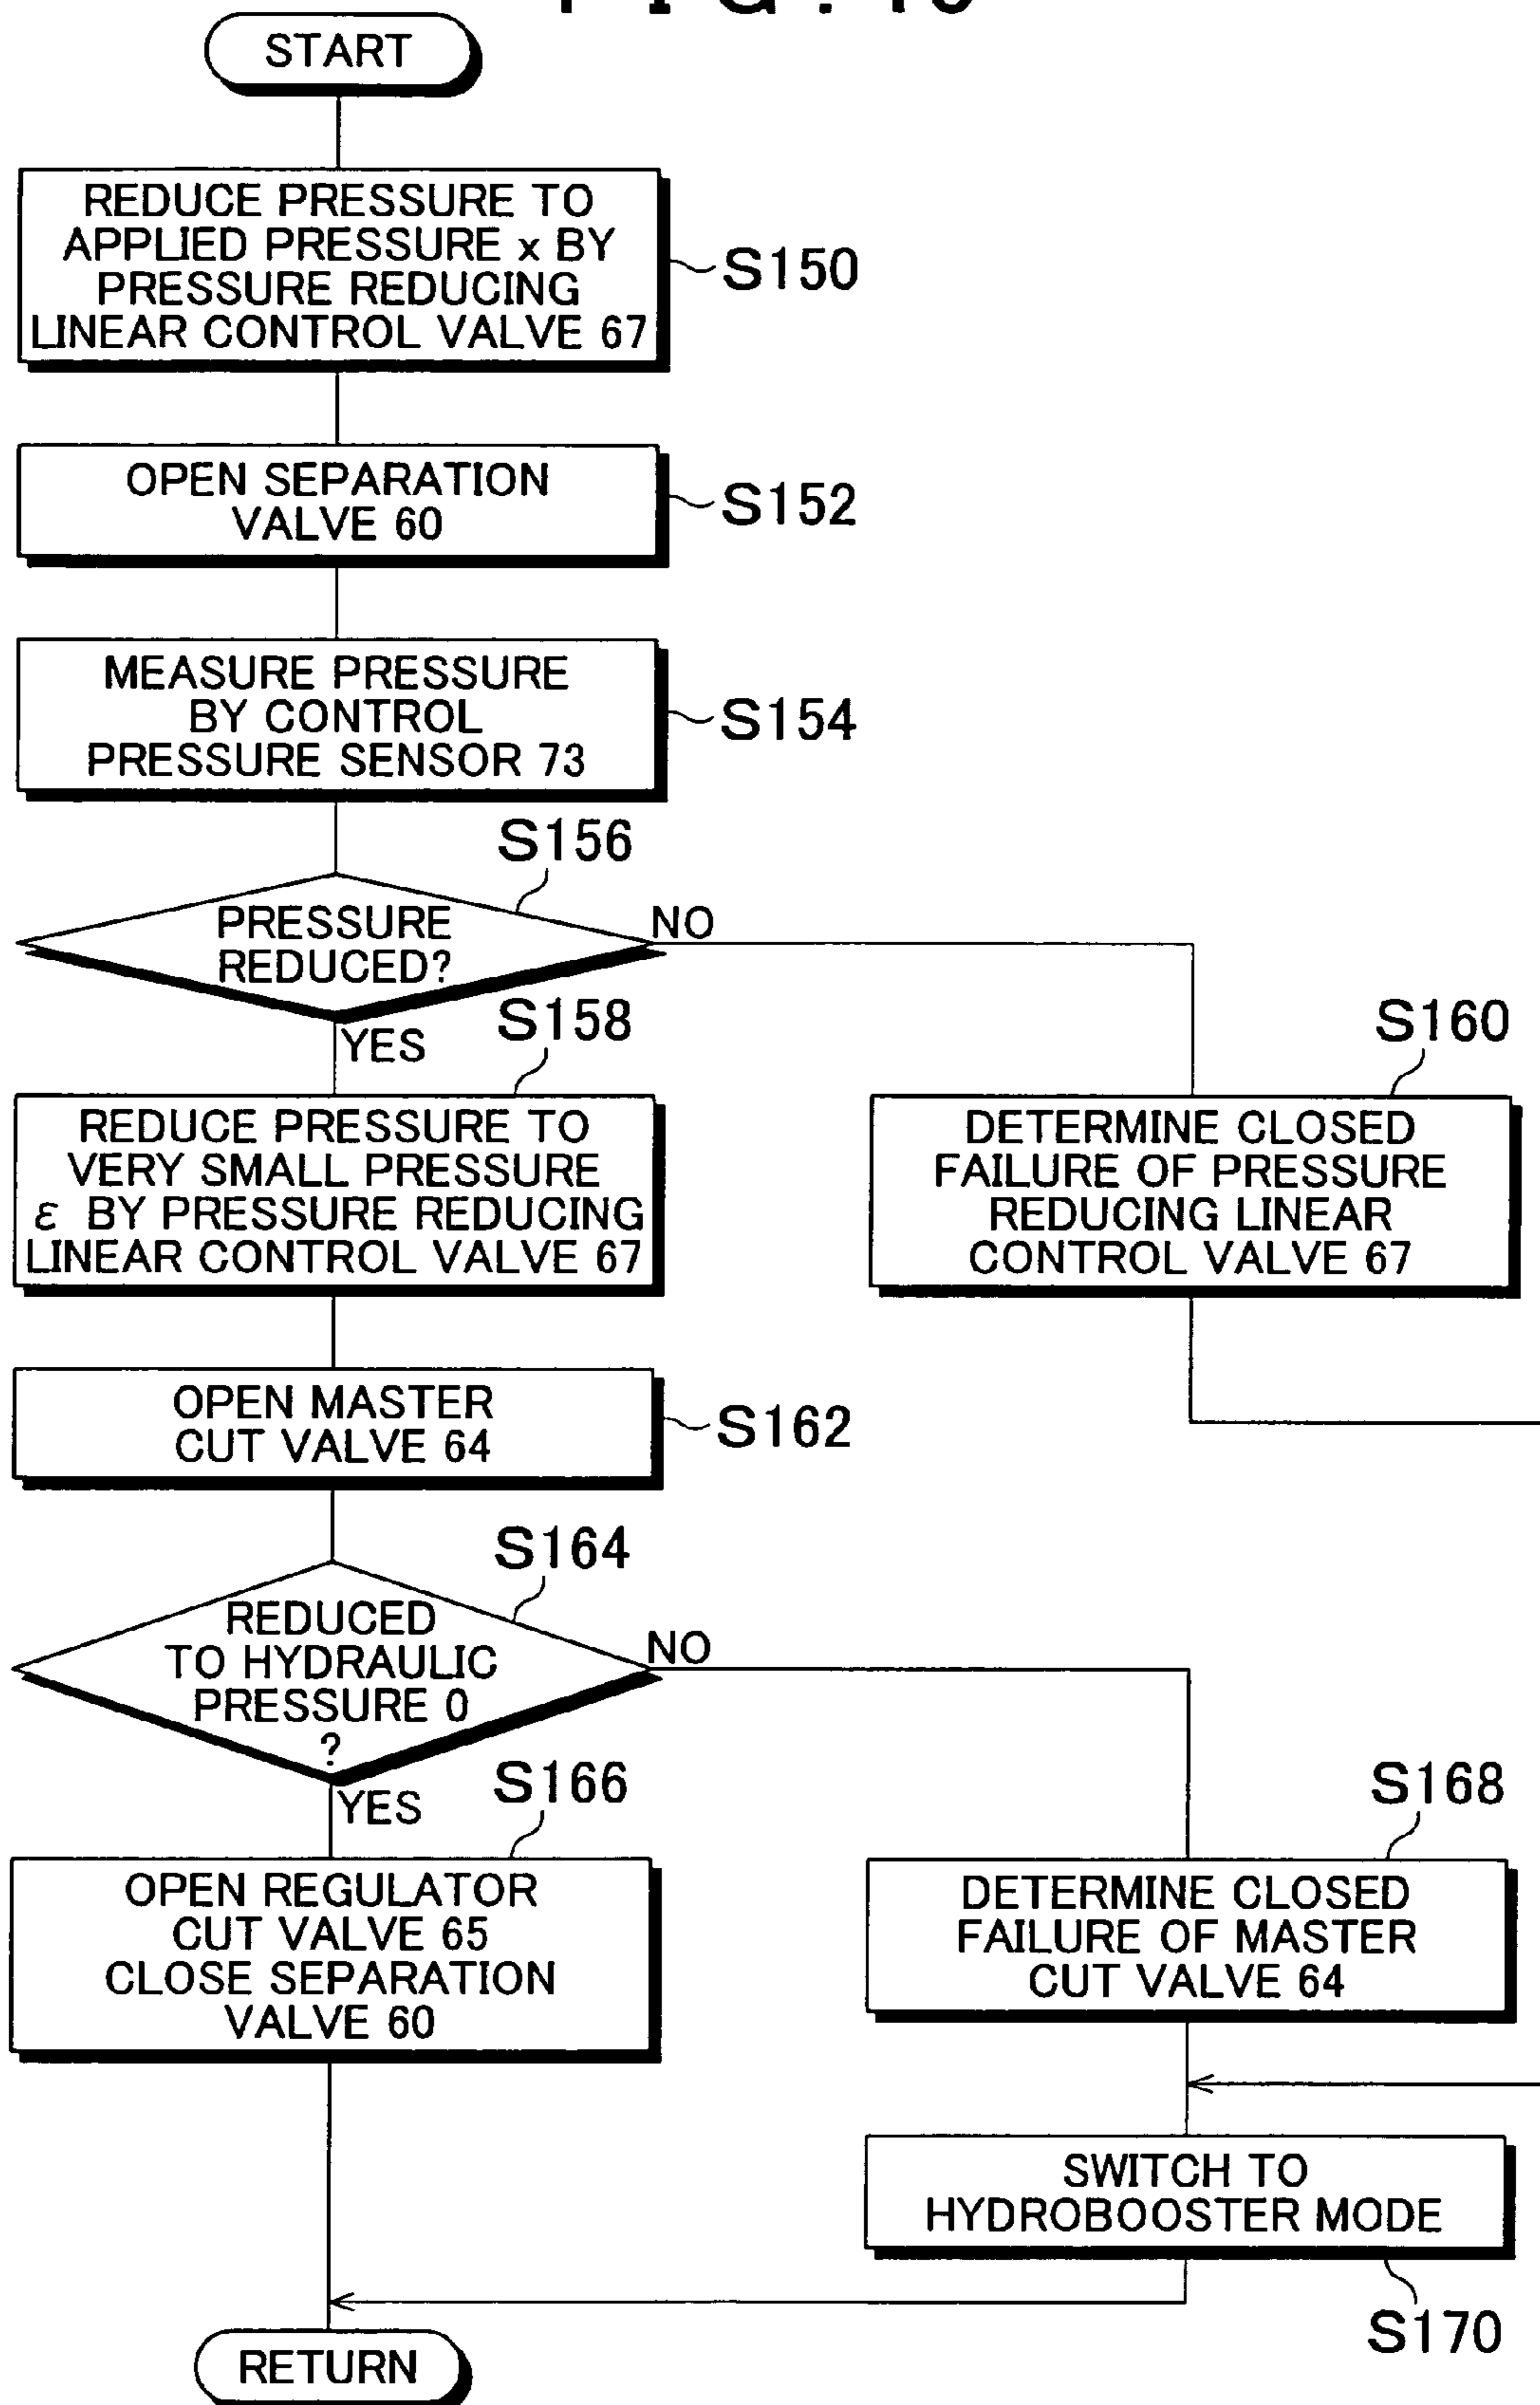 START
REDUCE PRESSURE TO
APPLIED PRESSURE x BY
PRESSURE REDUCING
LINEAR CONTROL VALVE 67
S150
OPEN SEPARATION
VALVE 60
S152
MEASURE PRESSURE
BY CONTROL
PRESSURE SENSOR 73
S154
S156
PRESSURE
REDUCED?
NO
YES
S158
REDUCE PRESSURE TO
VERY SMALL PRESSURE
ε BY PRESSURE REDUCING
LINEAR CONTROL VALVE 67
S160
DETERMINE CLOSED
FAILURE OF PRESSURE
REDUCING LINEAR
CONTROL VALVE 67
OPEN MASTER
CUT VALVE 64
S162
S164
REDUCED
TO HYDRAULIC
PRESSURE 0
?
NO
YES
S166
OPEN REGULATOR
CUT VALVE 65
CLOSE SEPARATION
VALVE 60
S168
DETERMINE CLOSED
FAILURE OF MASTER
CUT VALVE 64
SWITCH TO
HYDROBOOSTER MODE
S170
RETURN